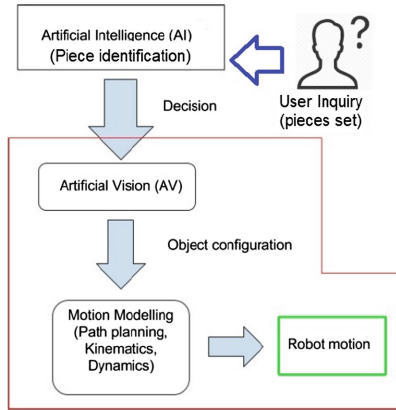 Artificial Intelligence (AI)
(Piece identification)
?
User Inquiry
(pieces set)
Decision
Artificial Vision (AV)
Object configuration
Motion Modelling
(Path planning,
Kinematics,
Dynamics)
Robot motion